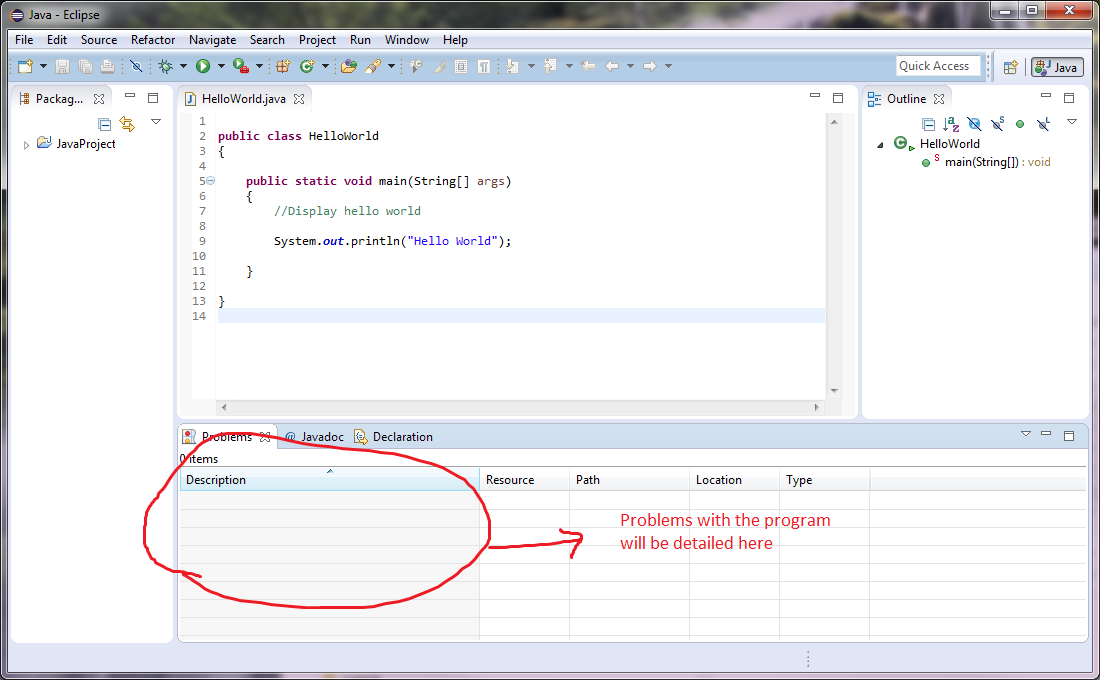 Java - Eclipse
File Edit Source Refactor Navigate Search Project Run Window Help
Quick Access
Java
Packag...
JavaProject
HelloWorld.java
1
2 public class HelloWorld
3 {
4
5 public static void main(String[] args)
6 {
7 //Display hello world
8
9 System.out.println("Hello World");
10
11 }
12
13 }
14
Outline
HelloWorld
main(String[]) : void
Problems Javadoc Declaration
0 items
Description Resource Path Location Type
Problems with the program
will be detailed here